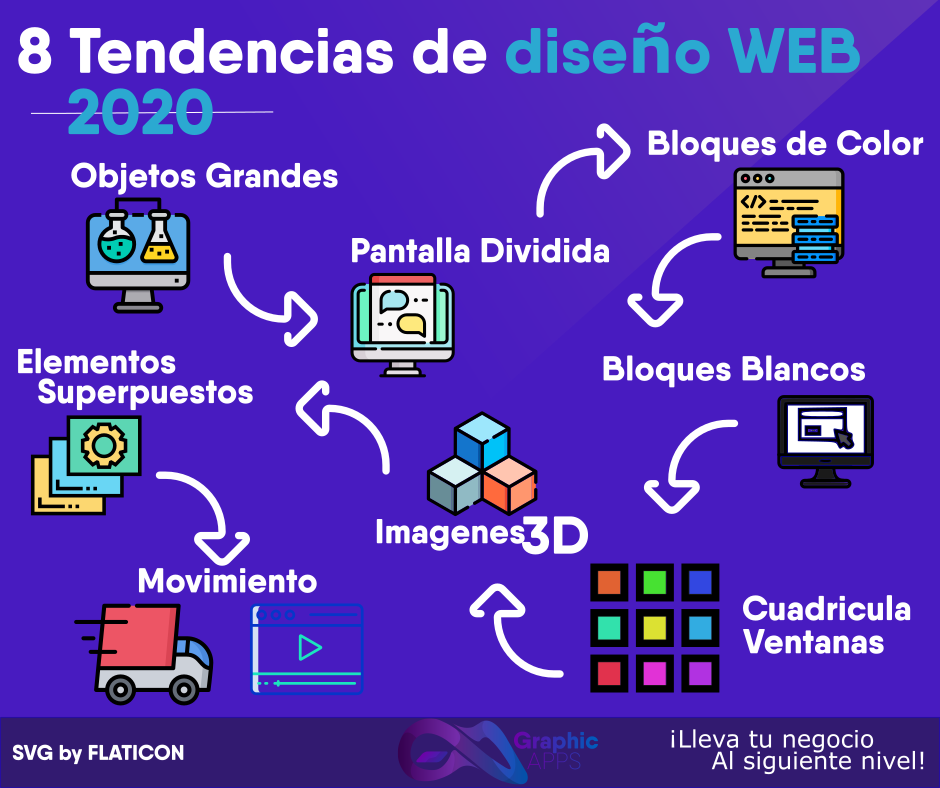 8 Tendencias de diseño WEB
2020
Objetos Grandes
Pantalla Dividida
Bloques de Color
</>
Bloques Blancos
Cuadricula
Ventanas
Imagenes 3D
Elementos
Superpuestos
Movimiento
SVG by FLATICON
Graphic
APPS
¡Lleva tu negocio
Al siguiente nivel!